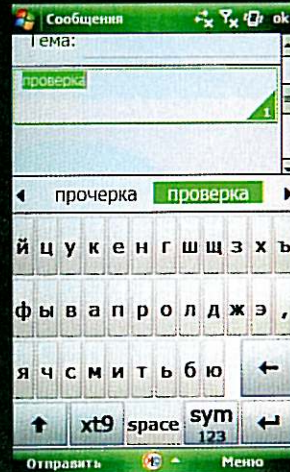 Сообщения ok
Тема:
проверка
1
прочерка проверка
й ц у к е н г ш щ з х ъ
ф ы в а п р о л д ж э ,
я ч с м и т ь б ю ←
↑ xt9 space sym 123 ↵
Отправить Меню